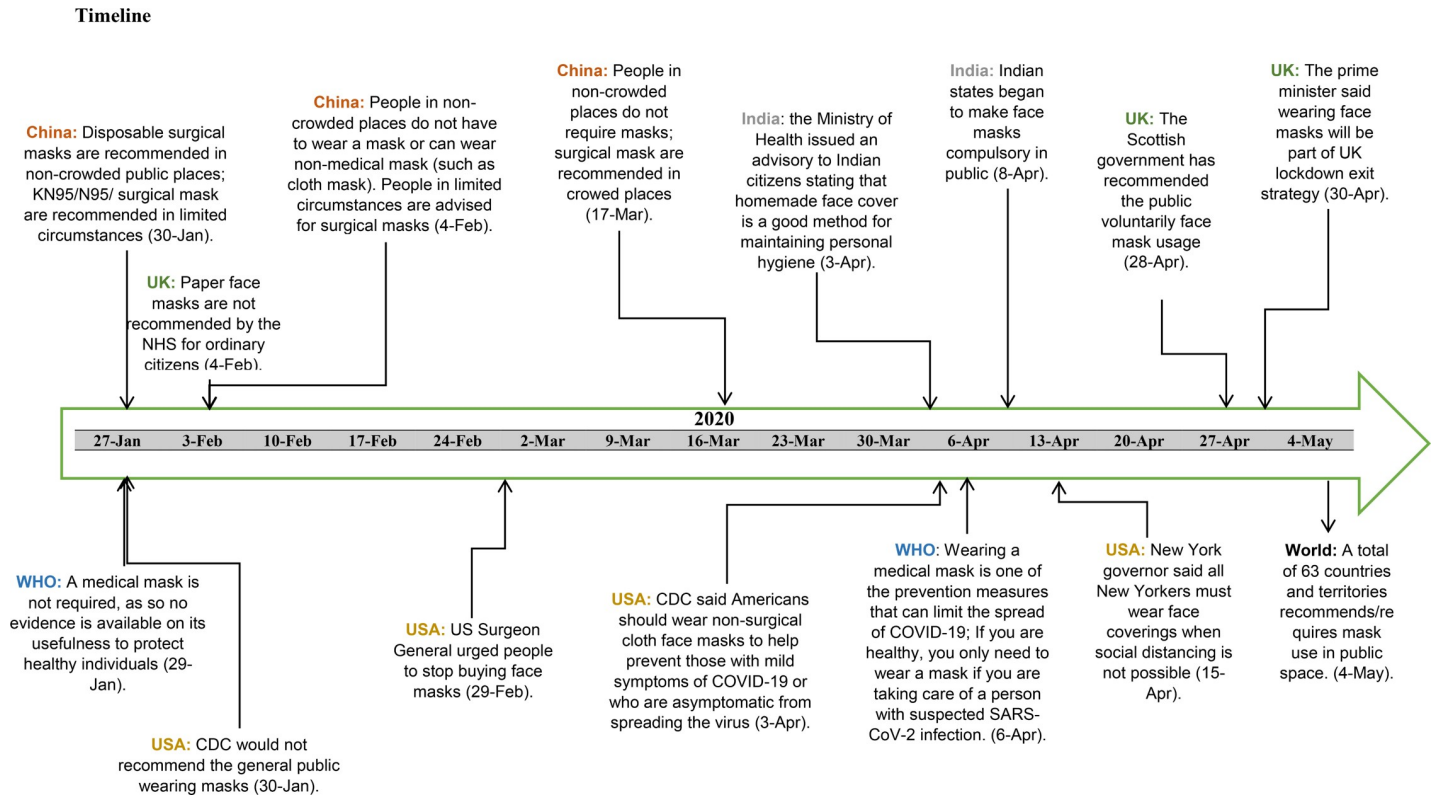 Timeline
China: Disposable surgical
masks are recommended in
non-crowded public places;
KN95/N95/ surgical mask
are recommended in limited
circumstances (30-Jan).
UK: Paper face
masks are not
recommended by the
NHS for ordinary
citizens (4-Feb).
China: People in non-
crowded places do not have
to wear a mask or can wear
non-medical mask (such as
cloth mask). People in limited
circumstances are advised
for surgical masks (4-Feb).
China: People in
non-crowded
places do not
require masks;
surgical mask are
recommended in
crowed places
(17-Mar).
India: the Ministry of
Health issued an
advisory to Indian
citizens stating that
homemade face cover
is a good method for
maintaining personal
hygiene (3-Apr).
India: Indian
states began
to make face
masks
compulsory in
public (8-Apr).
UK: The
Scottish
government has
recommended
the public
voluntarily face
mask usage
(28-Apr).
UK: The prime
minister said
wearing face
masks will be
part of UK
lockdown exit
strategy (30-Apr).
2020
27-Jan 3-Feb 10-Feb 17-Feb 24-Feb 2-Mar 9-Mar 16-Mar 23-Mar 30-Mar 6-Apr 13-Apr 20-Apr 27-Apr 4-May
WHO: A medical mask is
not required, as so no
evidence is available on its
usefulness to protect
healthy individuals (29-
Jan).
USA: CDC would not
recommend the general public
wearing masks (30-Jan).
USA: US Surgeon
General urged people
to stop buying face
masks (29-Feb).
USA: CDC said Americans
should wear non-surgical
cloth face masks to help
prevent those with mild
symptoms of COVID-19 or
who are asymptomatic from
spreading the virus (3-Apr).
WHO: Wearing a
medical mask is one of
the prevention measures
that can limit the spread
of COVID-19; If you are
healthy, you only need to
wear a mask if you are
taking care of a person
with suspected SARS-
CoV-2 infection. (6-Apr).
USA: New York
governor said all
New Yorkers must
wear face
coverings when
social distancing is
not possible (15-
Apr).
World: A total
of 63 countries
and territories
recommends/re
quires mask
use in public
space. (4-May).